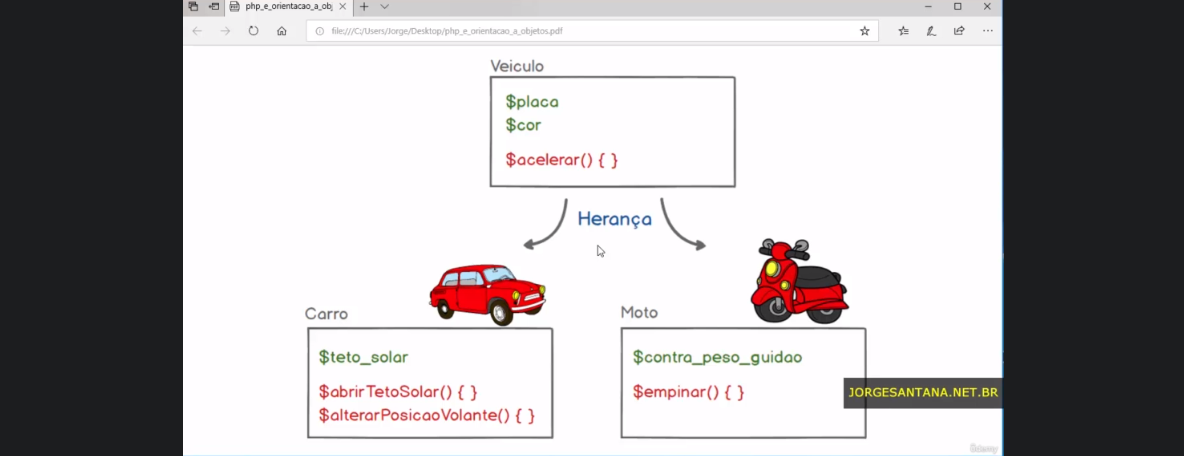 php_e_orientacao_a_obj
file:///C:/Users/Jorge/Desktop/php_e_orientacao_a_objetos.pdf
Veiculo
$placa
$cor
$acelerar() { }
Herança
Carro
$teto_solar
$abrirTetoSolar() { }
$alterarPosicaoVolante() { }
Moto
$contra_peso_guidao
$empinar() { }
JORGESANTANA.NET.BR
Udemy